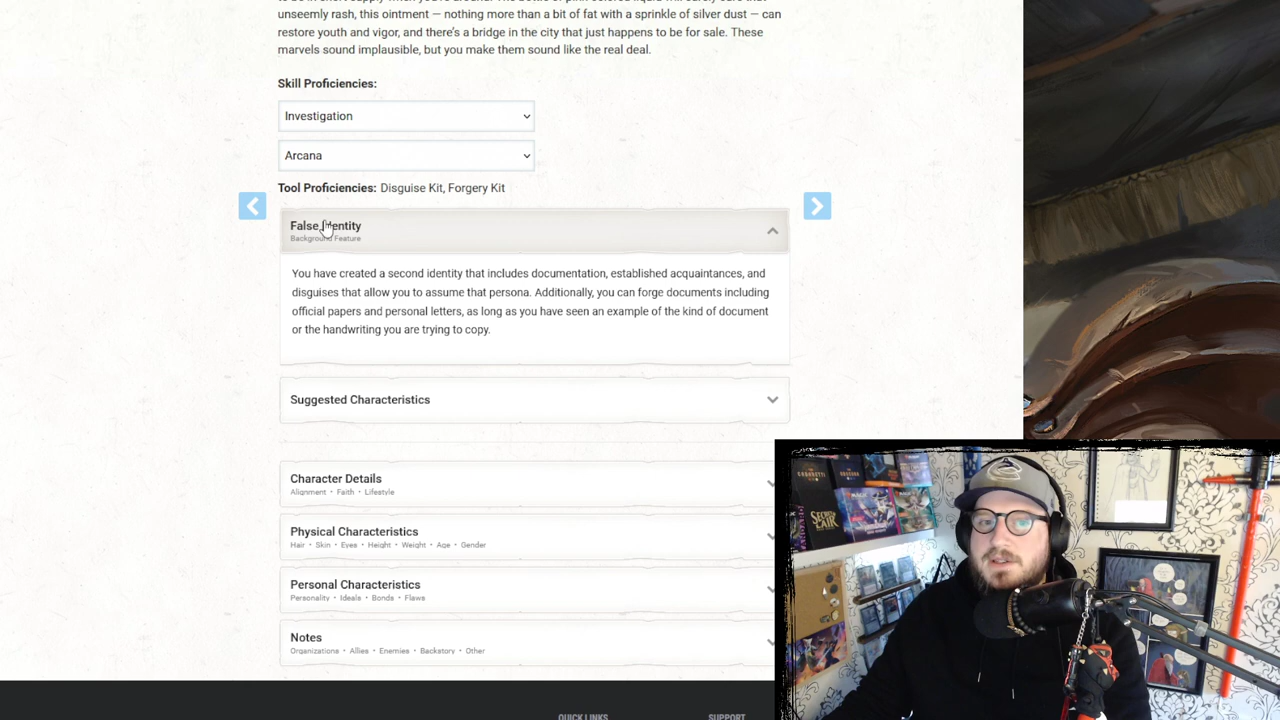 unseemly rash, this ointment — nothing more than a bit of fat with a sprinkle of silver dust — can
restore youth and vigor, and there's a bridge in the city that just happens to be for sale. These
marvels sound implausible, but you make them sound like the real deal.
Skill Proficiencies:
Investigation
Arcana
Tool Proficiencies: Disguise Kit, Forgery Kit
False Identity
Background Feature
You have created a second identity that includes documentation, established acquaintances, and
disguises that allow you to assume that persona. Additionally, you can forge documents including
official papers and personal letters, as long as you have seen an example of the kind of document
or the handwriting you are trying to copy.
Suggested Characteristics
Character Details
Alignment • Faith • Lifestyle
Physical Characteristics
Hair • Skin • Eyes • Height • Weight • Age • Gender
Personal Characteristics
Personality • Ideals • Bonds • Flaws
Notes
Organizations • Allies • Enemies • Backstory • Other
QUICK LINKS
SUPPORT
MAGIC
SECRET
LAIR